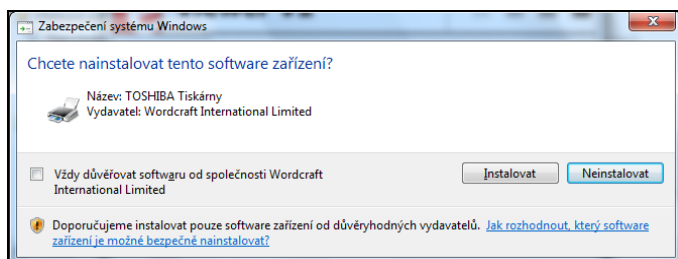 Zabezpečení systému Windows
Chcete nainstalovat tento software zařízení?
Název: TOSHIBA Tiskárny
Vydavatel: Wordcraft International Limited
Vždy důvěřovat softwaru od společnosti Wordcraft
International Limited
Instalovat
Neinstalovat
Doporučujeme instalovat pouze software zařízení od důvěryhodných vydavatelů. Jak rozhodnout, který software
zařízení je možné bezpečně nainstalovat?